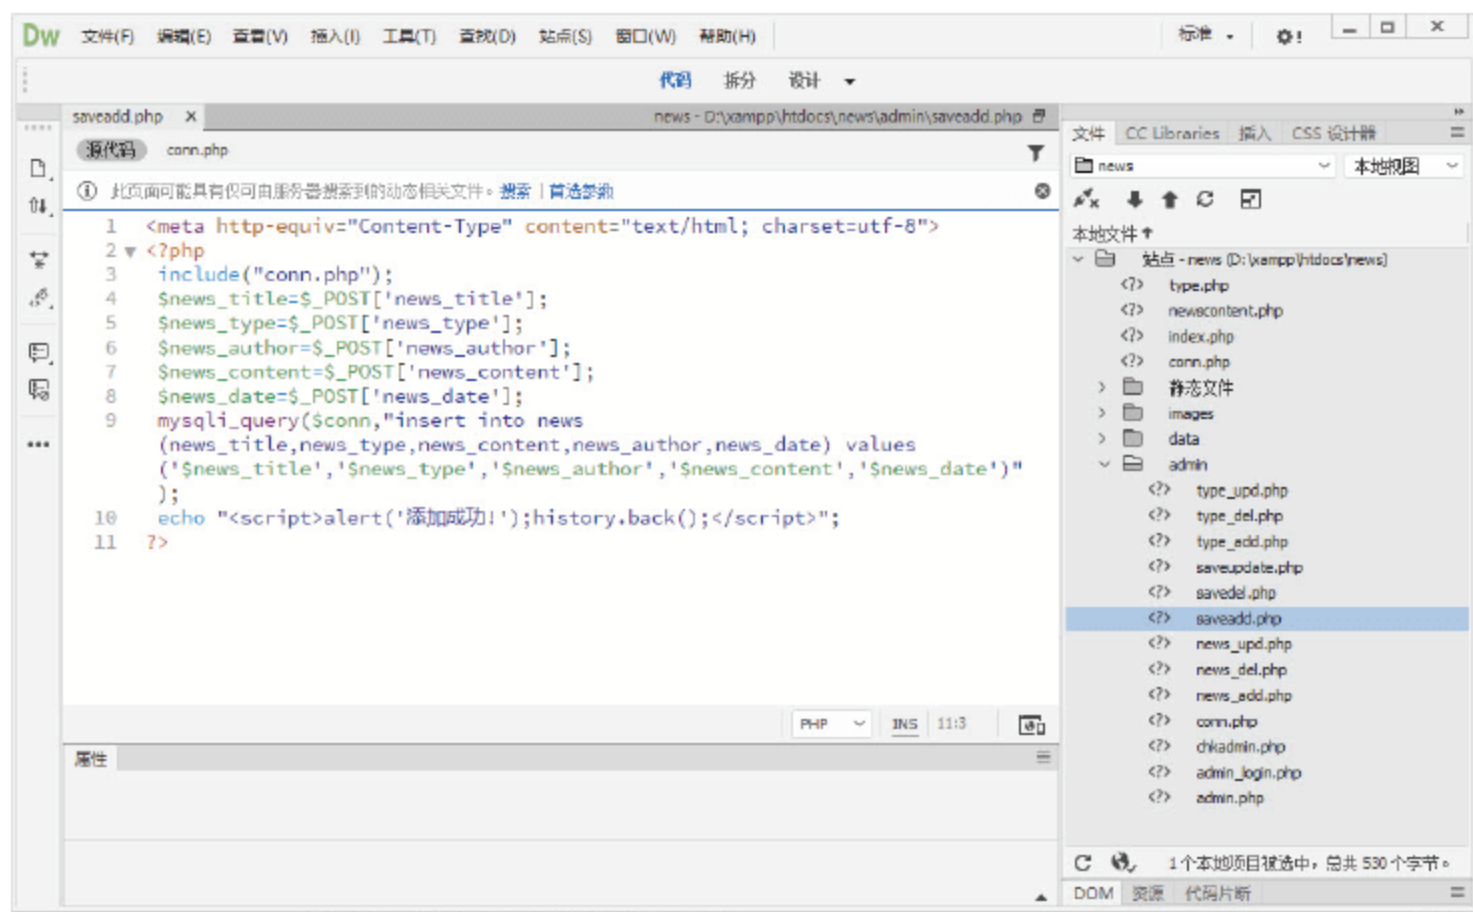 Dw 文件(F) 编辑(E) 查看(V) 插入(I) 工具(T) 查找(D) 站点(S) 窗口(W) 帮助(H) 标准
代码 拆分 设计
saveadd.php × news - D:\xampp\htdocs\news\admin\saveadd.php
源代码 conn.php
此页面可能具有仅可由服务器搜索到的动态相关文件。搜索 | 首选参数
1 <meta http-equiv="Content-Type" content="text/html; charset=utf-8">
2 <?php
3 include("conn.php");
4 $news_title=$_POST['news_title'];
5 $news_type=$_POST['news_type'];
6 $news_author=$_POST['news_author'];
7 $news_content=$_POST['news_content'];
8 $news_date=$_POST['news_date'];
9 mysqli_query($conn,"insert into news
(news_title,news_type,news_content,news_author,news_date) values
('$news_title','$news_type','$news_author','$news_content','$news_date')"
);
10 echo "<script>alert('添加成功!');history.back();</script>";
11 ?>
PHP INS 11:3
属性
文件 CC Libraries 插入 CSS 设计器
news 本地视图
本地文件↑
站点 - news (D:\xampp\htdocs\news)
<?> type.php
<?> newscontent.php
<?> index.php
<?> conn.php
静态文件
images
data
admin
<?> type_upd.php
<?> type_del.php
<?> type_add.php
<?> saveupdate.php
<?> savedel.php
<?> saveadd.php
<?> news_upd.php
<?> news_del.php
<?> news_add.php
<?> conn.php
<?> chkadmin.php
<?> admin_login.php
<?> admin.php
1个本地项目被选中，总共 530 个字节。
DOM 资源 代码片断